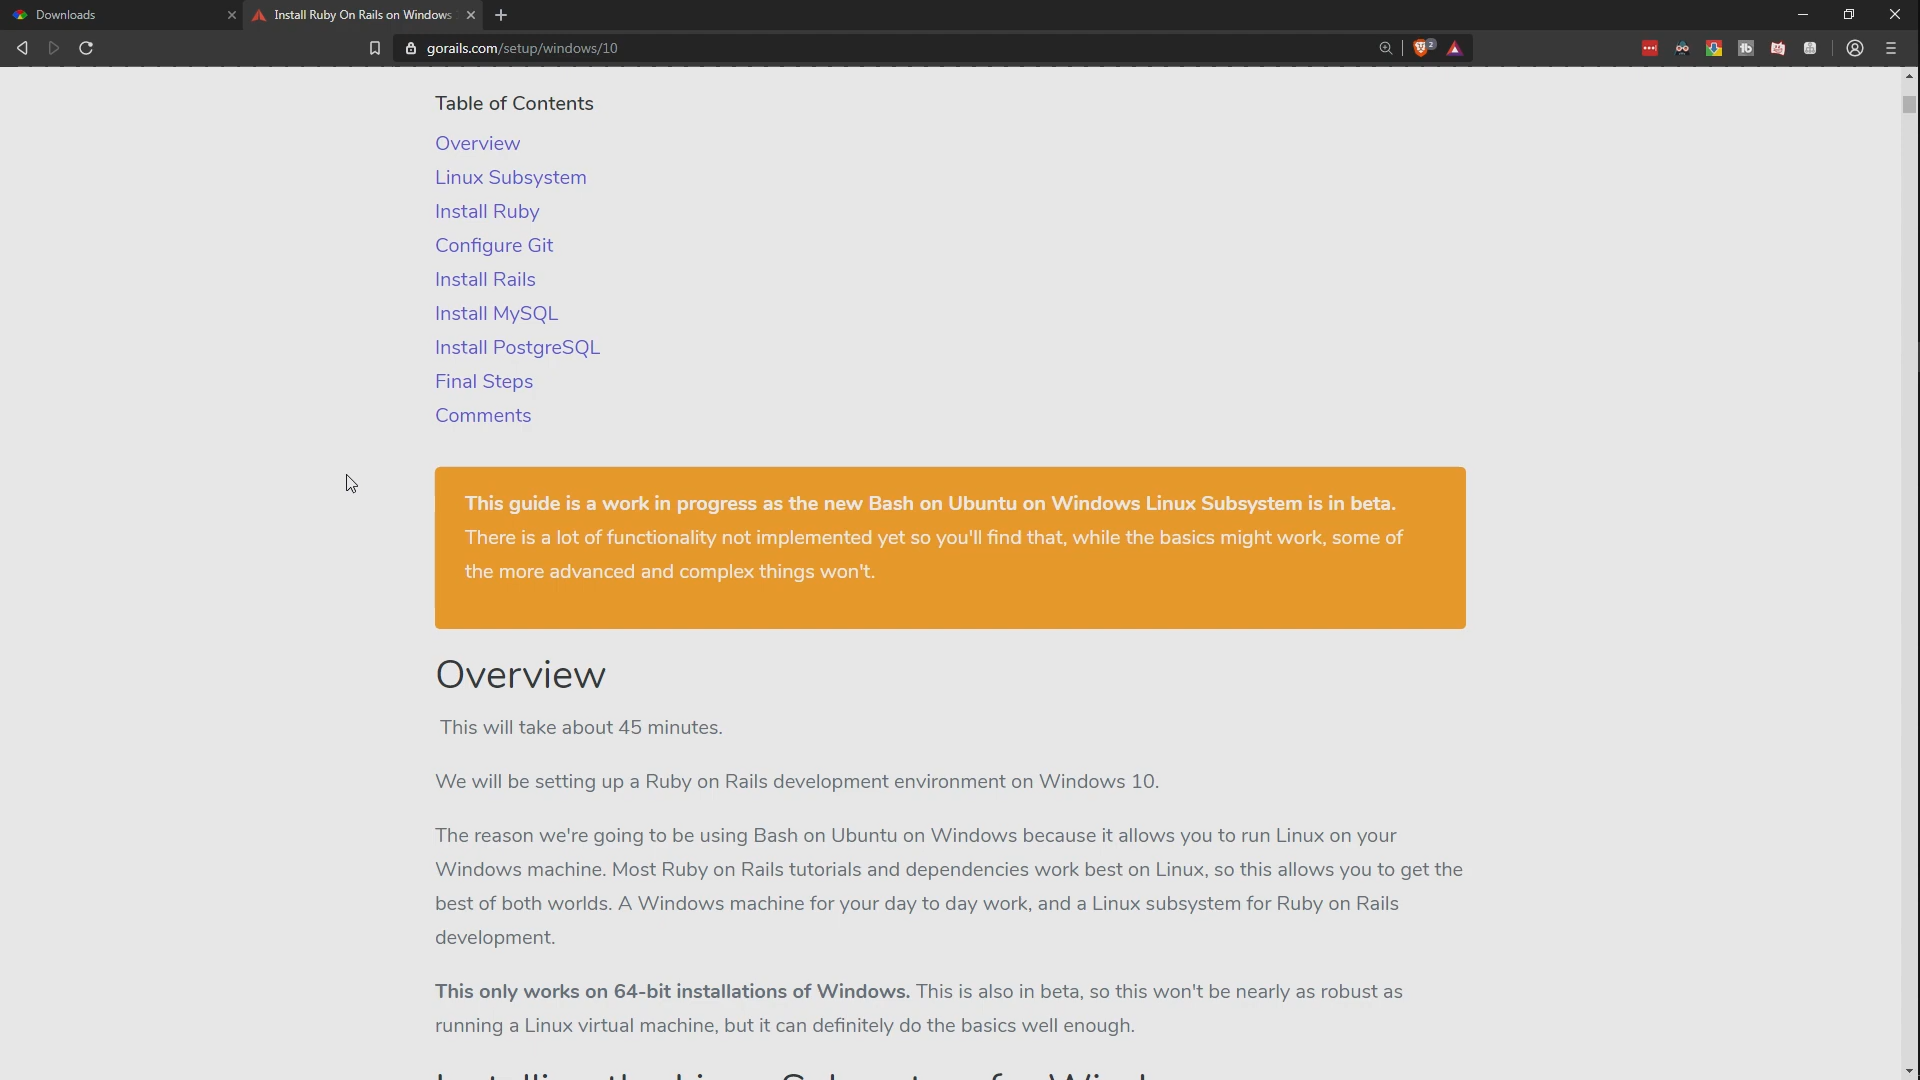 Downloads
Install Ruby On Rails on Windows
gorails.com/setup/windows/10
2
Table of Contents
Overview
Linux Subsystem
Install Ruby
Configure Git
Install Rails
Install MySQL
Install PostgreSQL
Final Steps
Comments
This guide is a work in progress as the new Bash on Ubuntu on Windows Linux Subsystem is in beta.
There is a lot of functionality not implemented yet so you'll find that, while the basics might work, some of
the more advanced and complex things won't.
Overview
This will take about 45 minutes.
We will be setting up a Ruby on Rails development environment on Windows 10.
The reason we're going to be using Bash on Ubuntu on Windows because it allows you to run Linux on your
Windows machine. Most Ruby on Rails tutorials and dependencies work best on Linux, so this allows you to get the
best of both worlds. A Windows machine for your day to day work, and a Linux subsystem for Ruby on Rails
development.
This only works on 64-bit installations of Windows. This is also in beta, so this won't be nearly as robust as
running a Linux virtual machine, but it can definitely do the basics well enough.